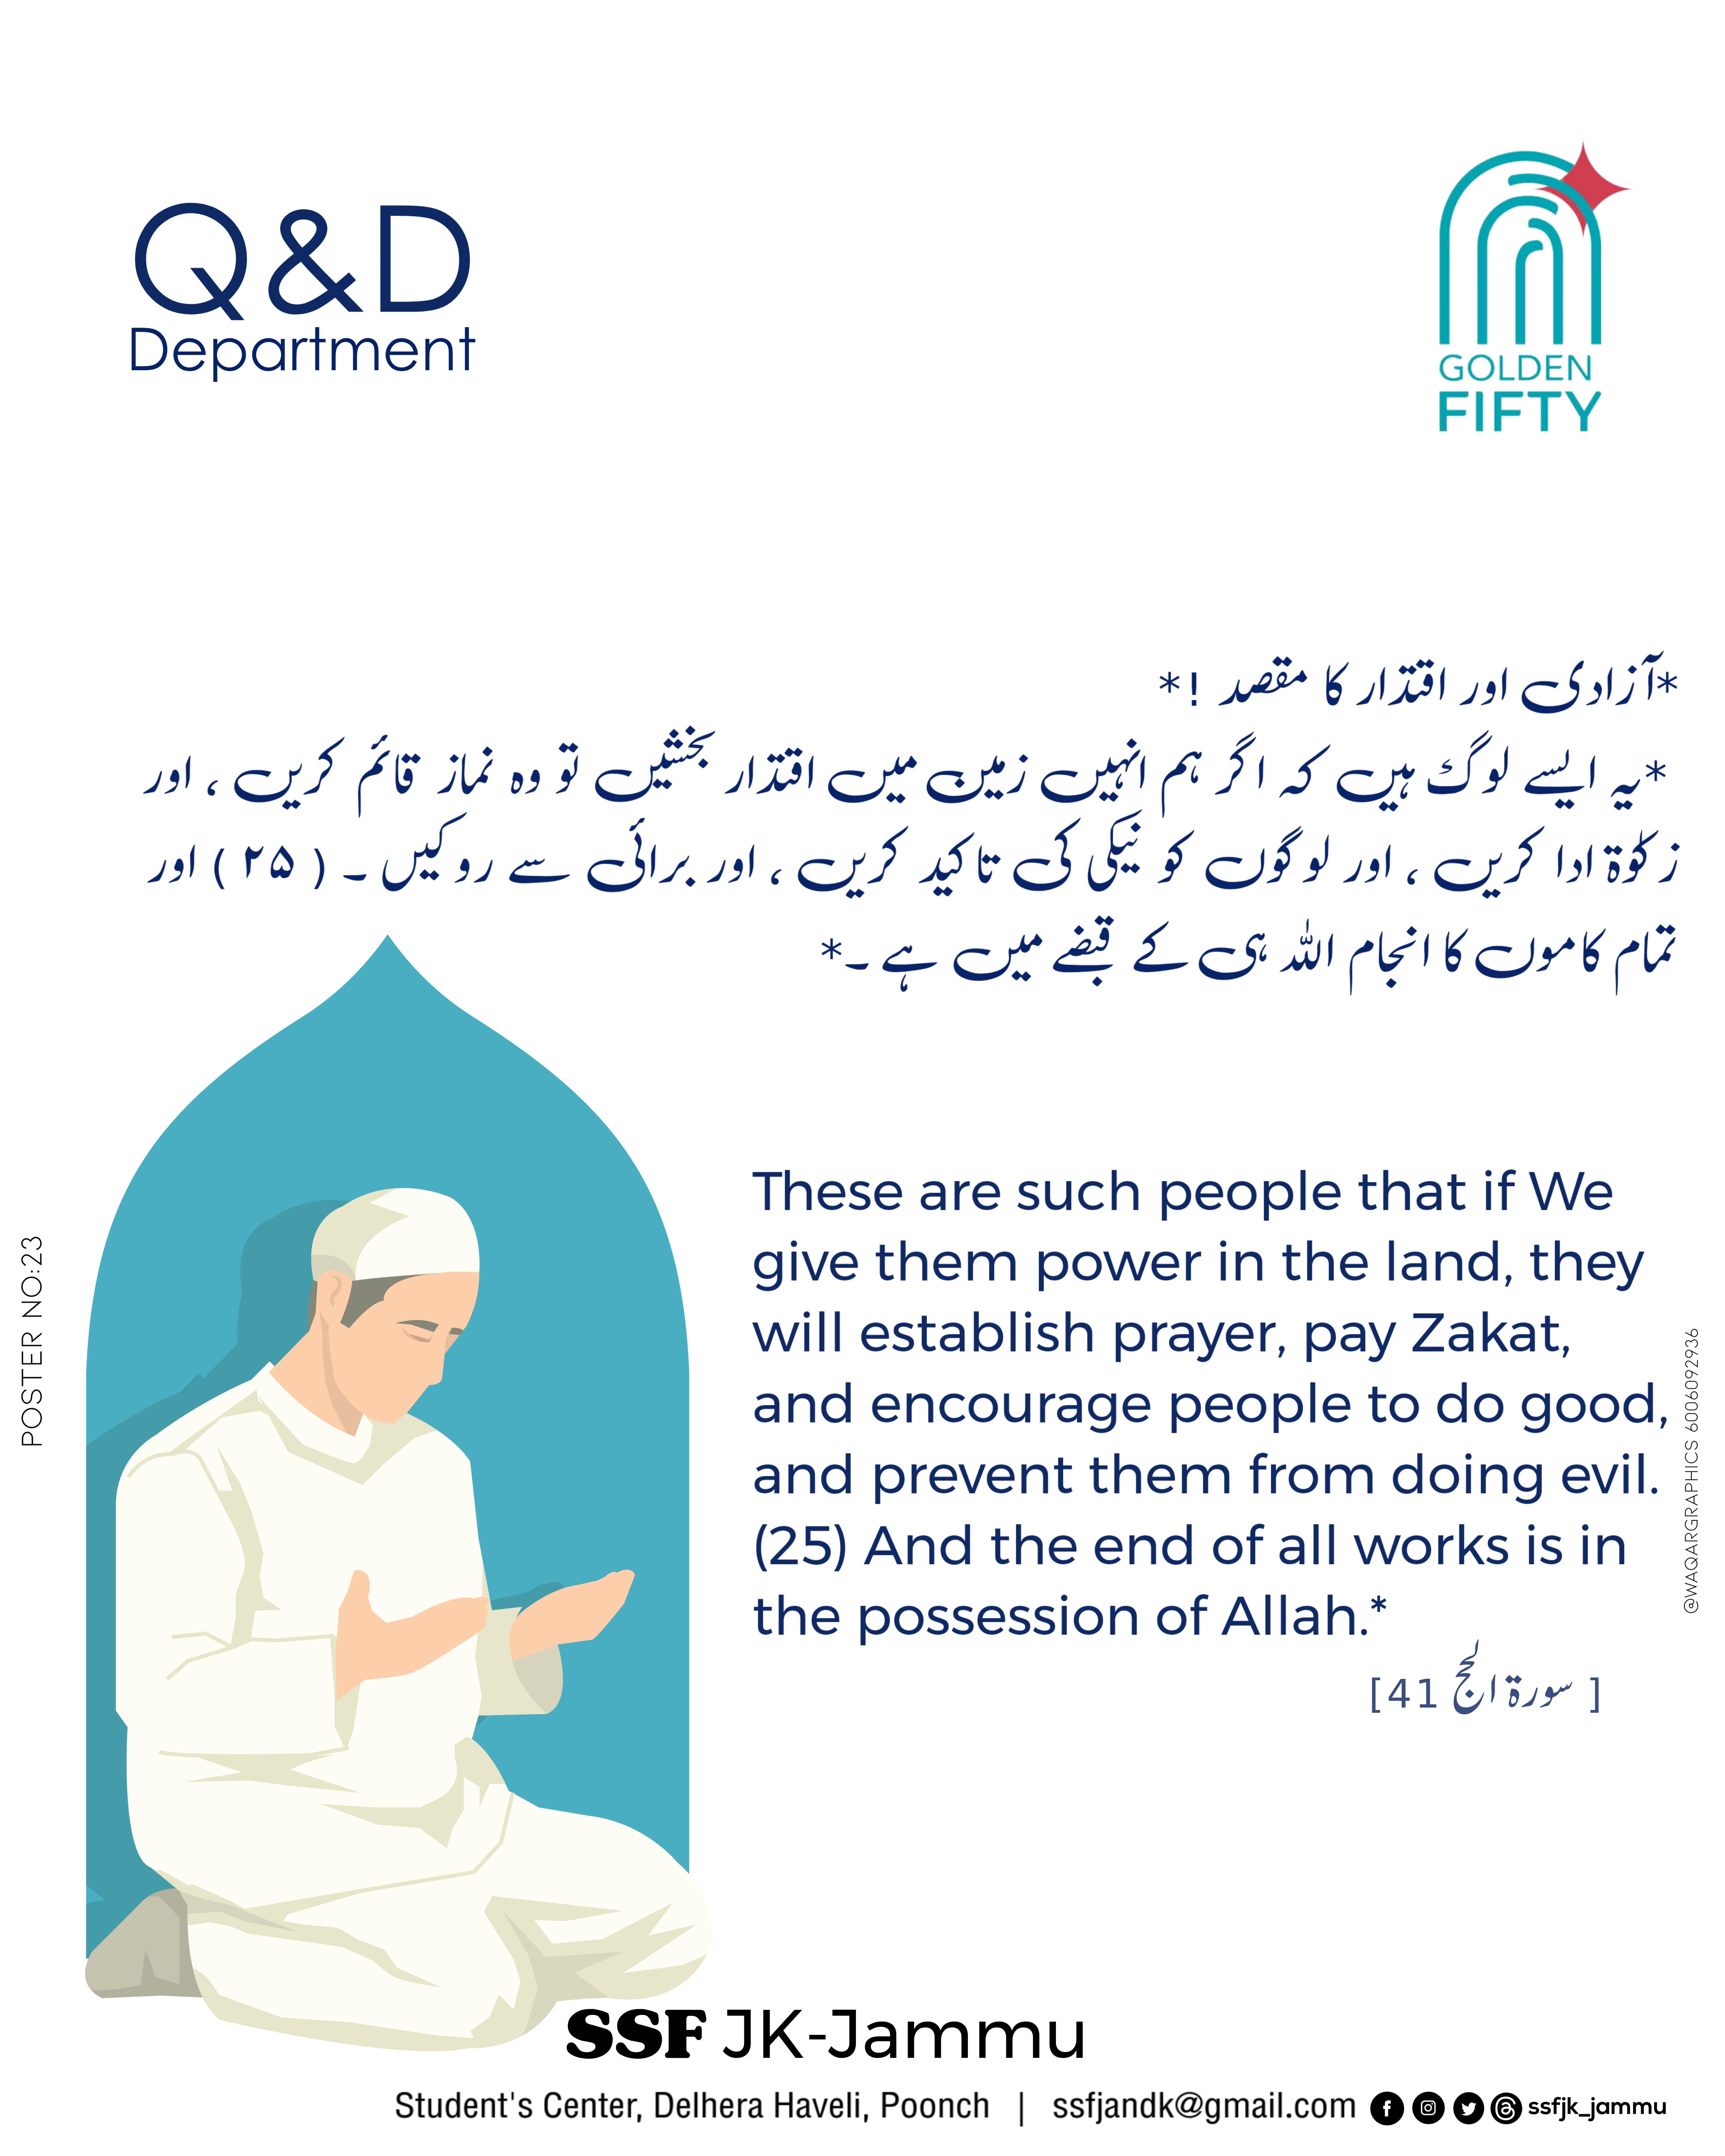 Q&D
Department
GOLDEN
FIFTY
*آزادی اور اقتدار کا مقصد !*
*یہ ایسے لوگ ہیں کہ اگر ہم انہیں زمین میں اقتدار بخشیں تو وہ نماز قائم کریں ، اور
زکوٰۃ ادا کریں ، اور لوگوں کو نیکی کی تاکید کریں ، اور برائی سے روکیں ۔ ( ۲۵ ) اور
تمام کاموں کا انجام اللہ ہی کے قبضے میں ہے ۔*
These are such people that if We
give them power in the land, they
will establish prayer, pay Zakat,
and encourage people to do good,
and prevent them from doing evil.
(25) And the end of all works is in
the possession of Allah.*
[ سورۃ الحج 41]
POSTER NO:23
@WAQARGRAPHICS 6006092936
SSF JK-Jammu
Student's Center, Delhera Haveli, Poonch | ssfjandk@gmail.com ssfjk_jammu